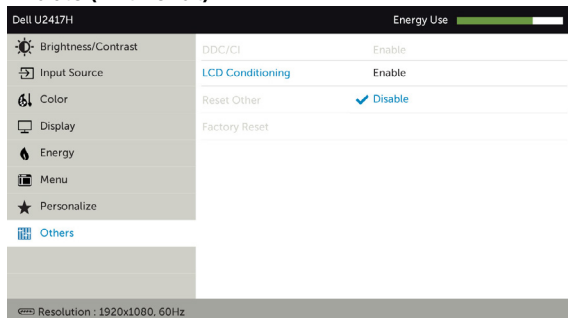 Dell U2417H Energy Use
Brightness/Contrast DDC/CI Enable
Input Source LCD Conditioning Enable
Color Reset Other Disable
Display Factory Reset
Energy
Menu
Personalize
Others
Resolution : 1920x1080, 60Hz